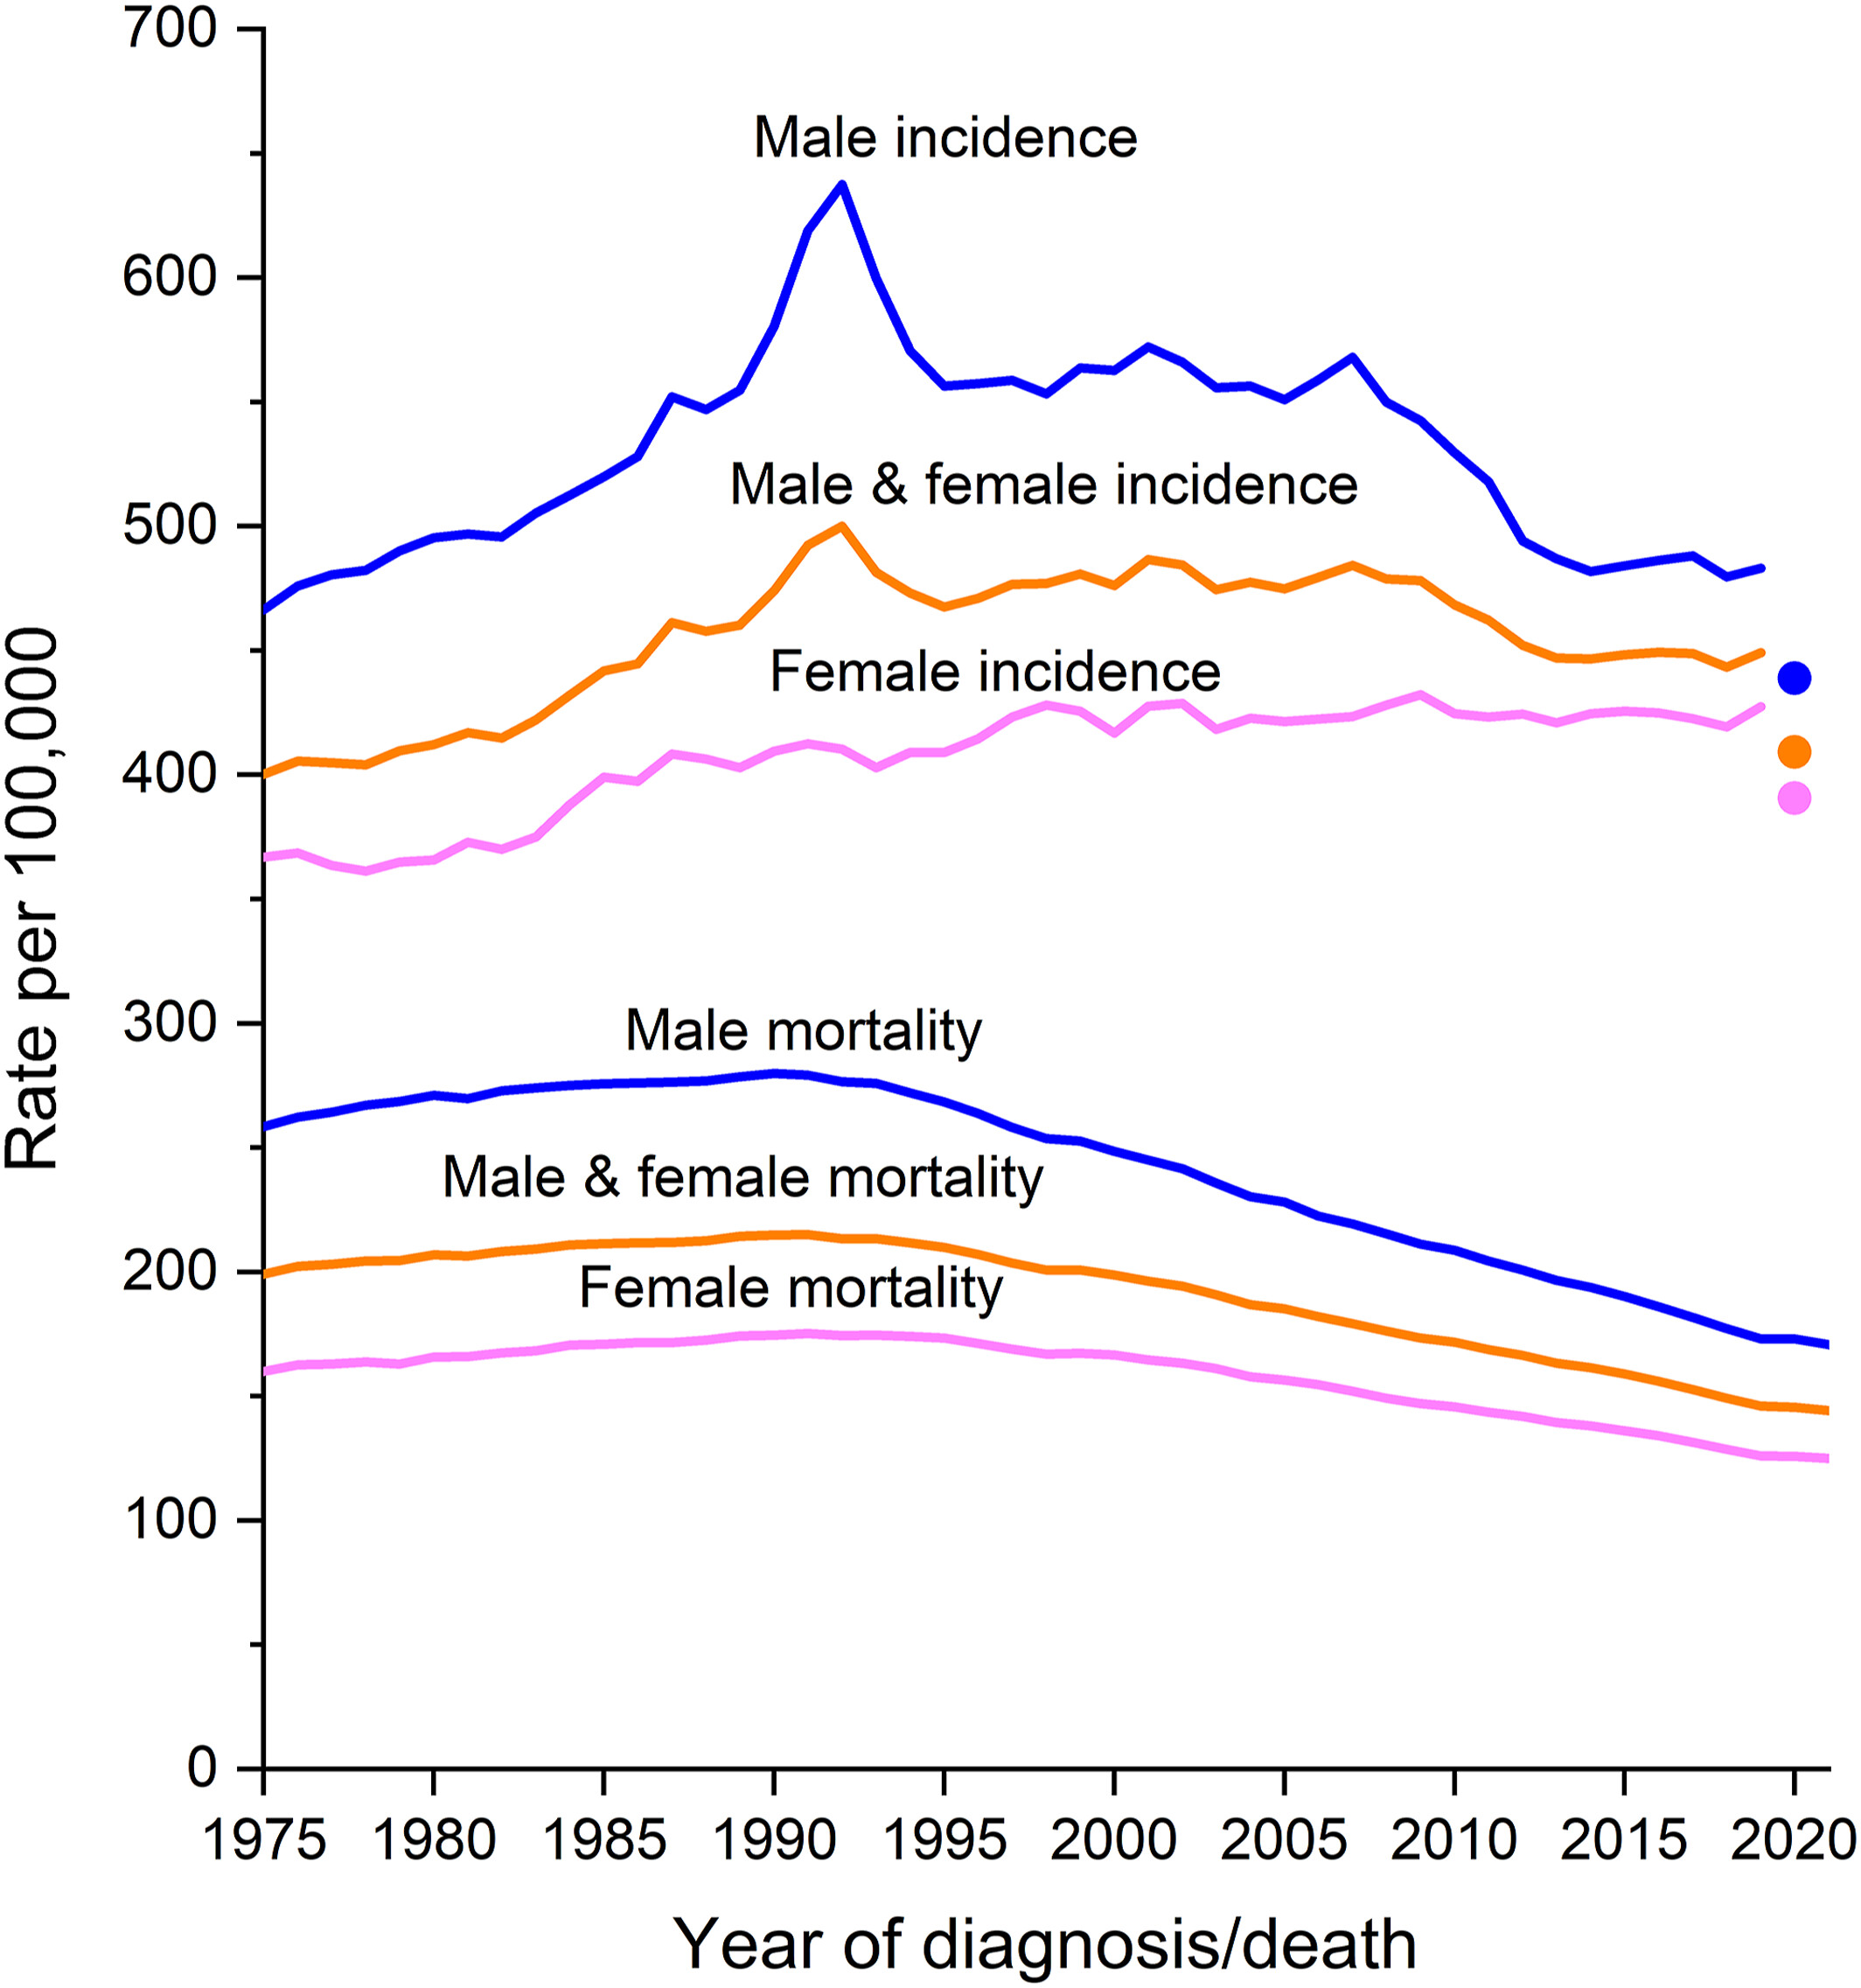 700
600
500
400
300
200
100
0
Rate per 100,000
Male incidence
Male & female incidence
Female incidence
Male mortality
Male & female mortality
Female mortality
1975 1980 1985 1990 1995 2000 2005 2010 2015 2020
Year of diagnosis/death